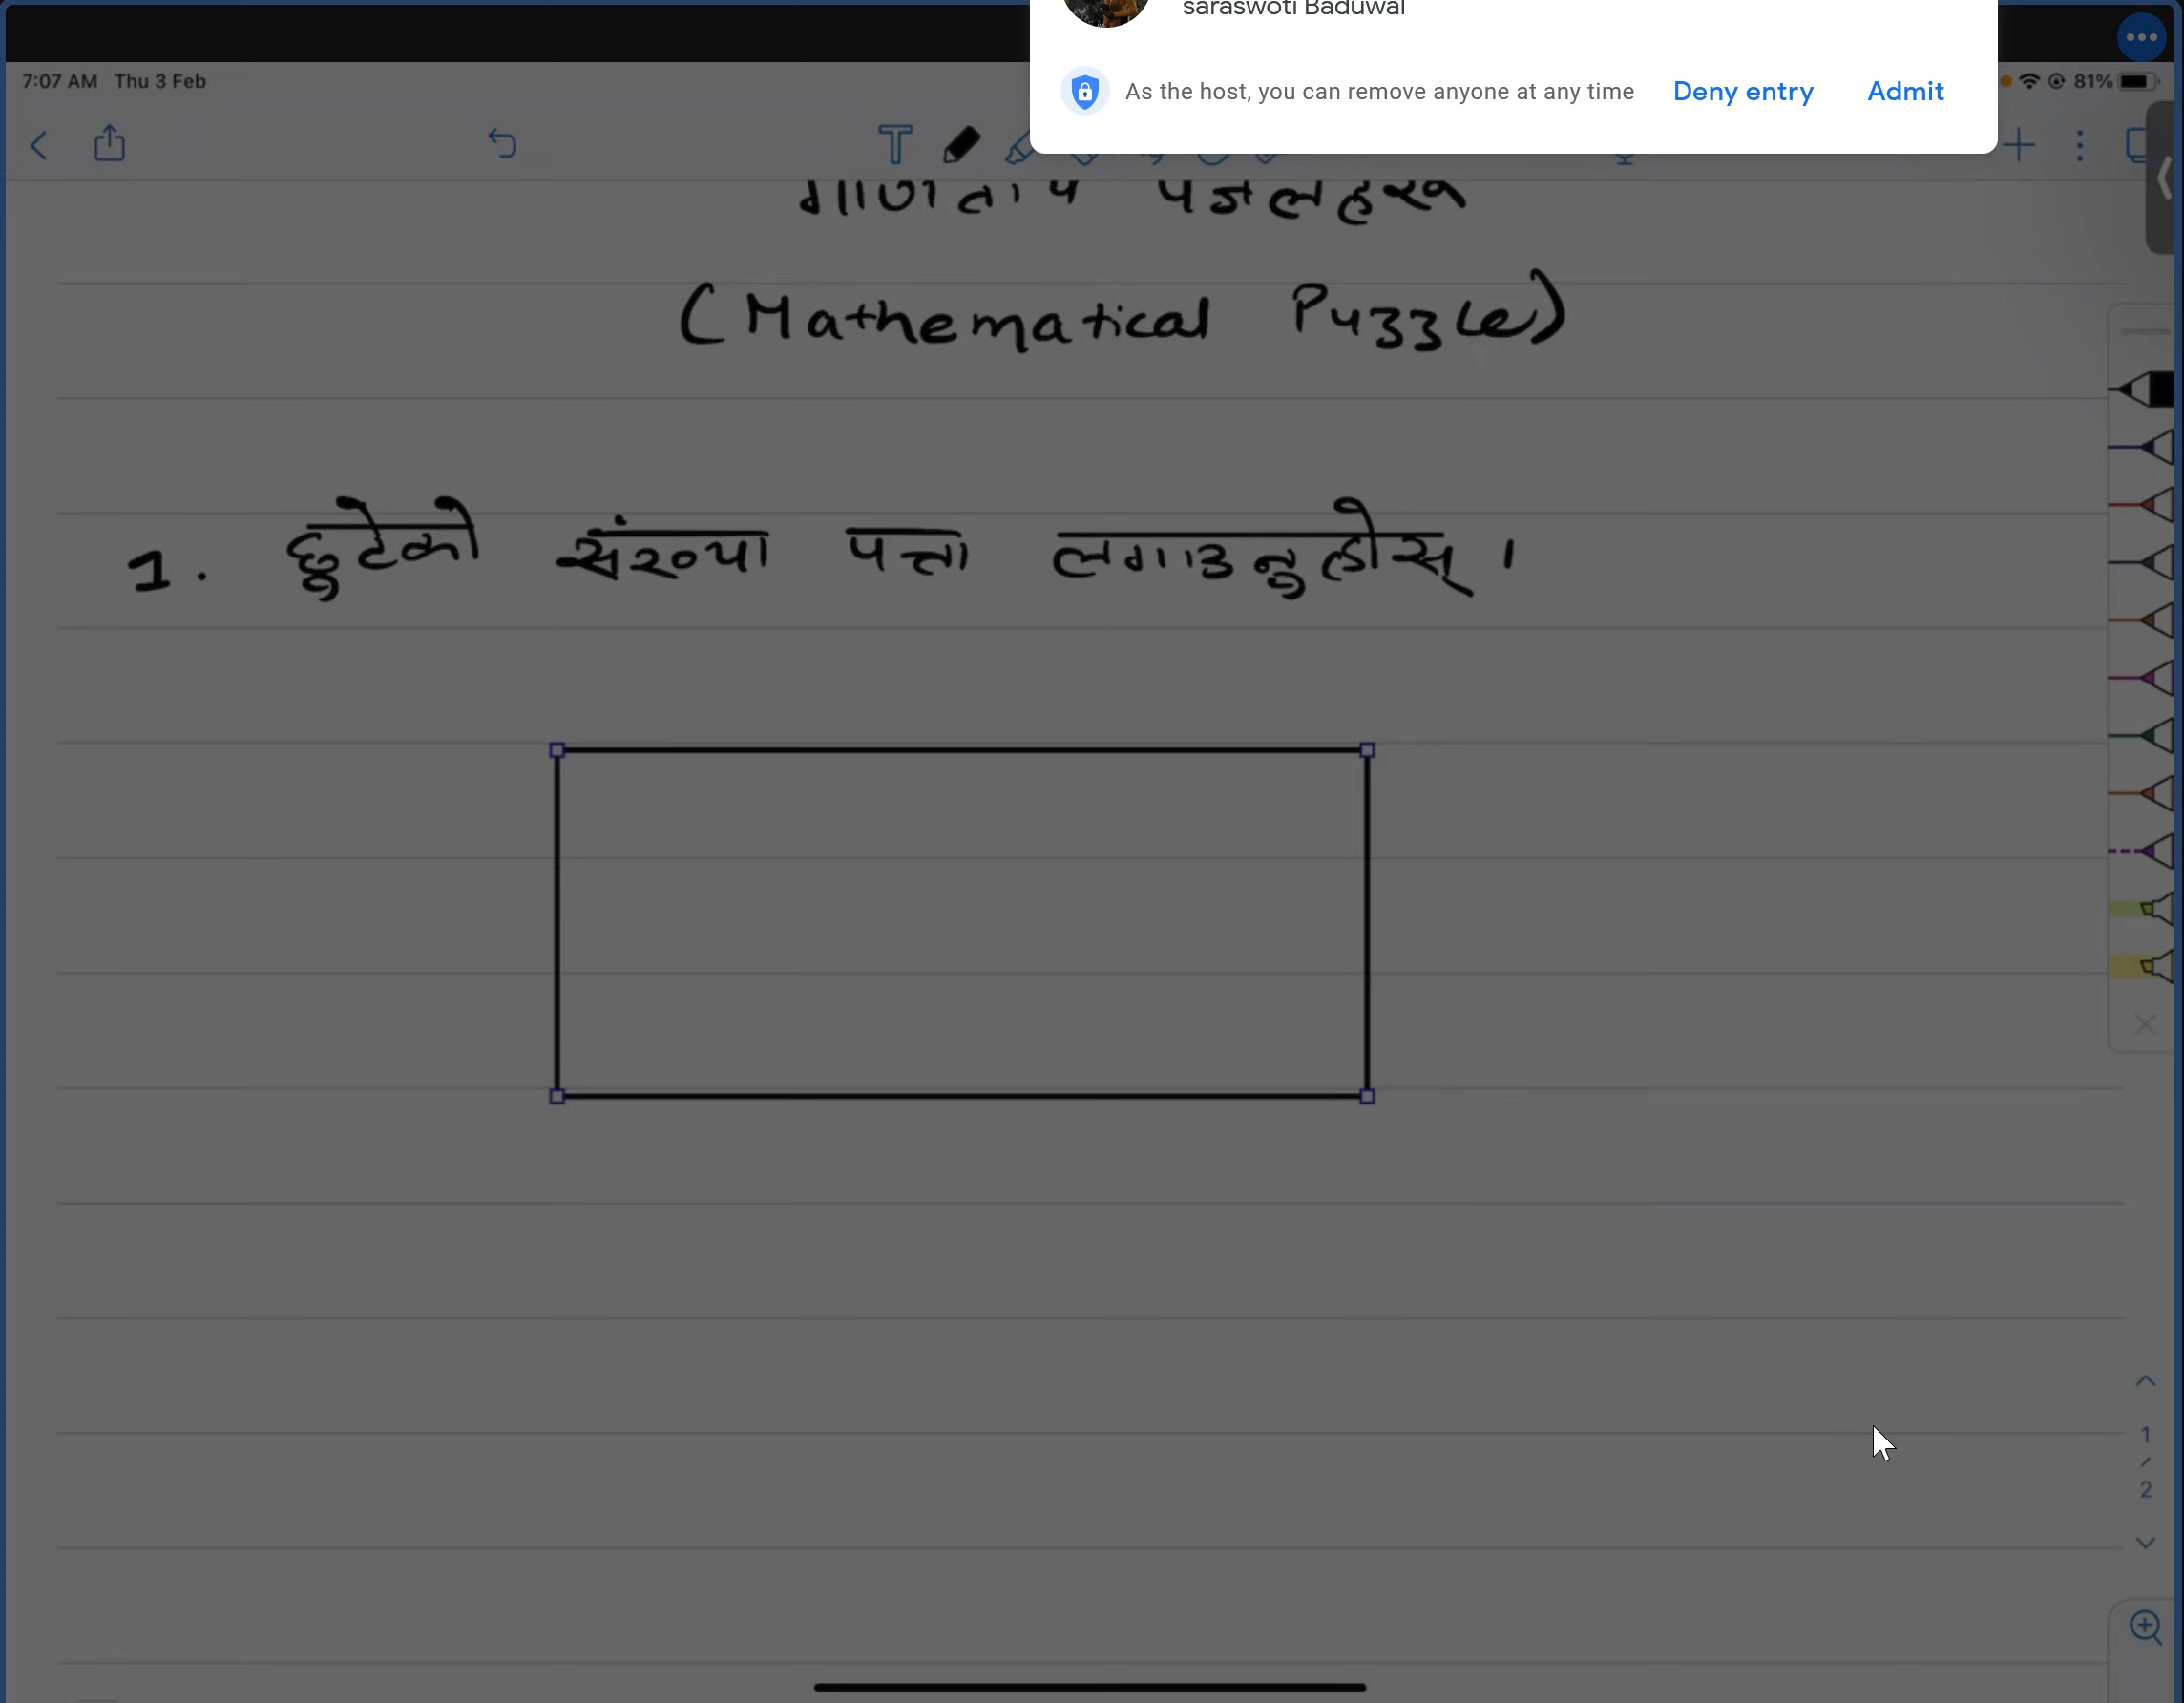 saraswoti Baduwal
As the host, you can remove anyone at any time Deny entry Admit
7:07 AM Thu 3 Feb 81%
T
(Mathematical Puzzle)
1. छुटेको संख्या पत्ता लगाउनुहोस् ।
1
2